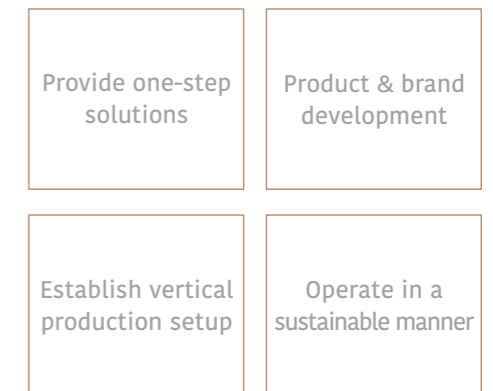 Provide one-step
solutions
Product & brand
development
Establish vertical
production setup
Operate in a
sustainable manner